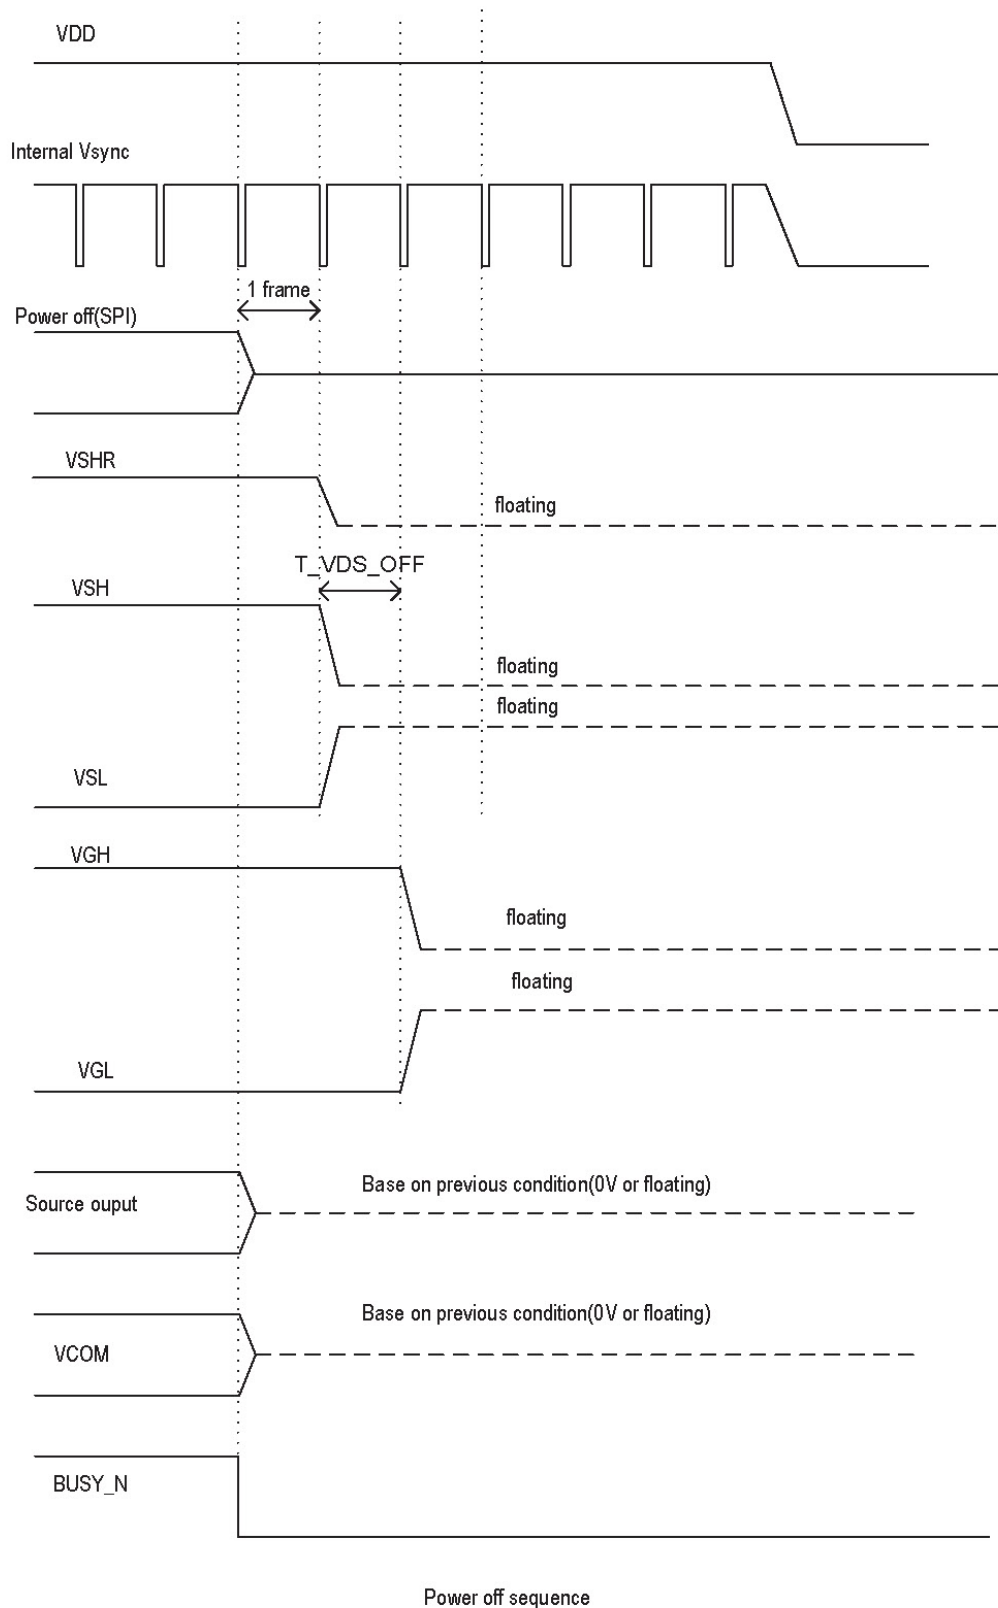 VDD
Internal Vsync
1 frame
Power off(SPI)
VSHR
floating
T_VDS_OFF
VSH
floating
floating
VSL
VGH
floating
floating
VGL
Base on previous condition(0V or floating)
Source ouput
Base on previous condition(0V or floating)
VCOM
BUSY_N
Power off sequence